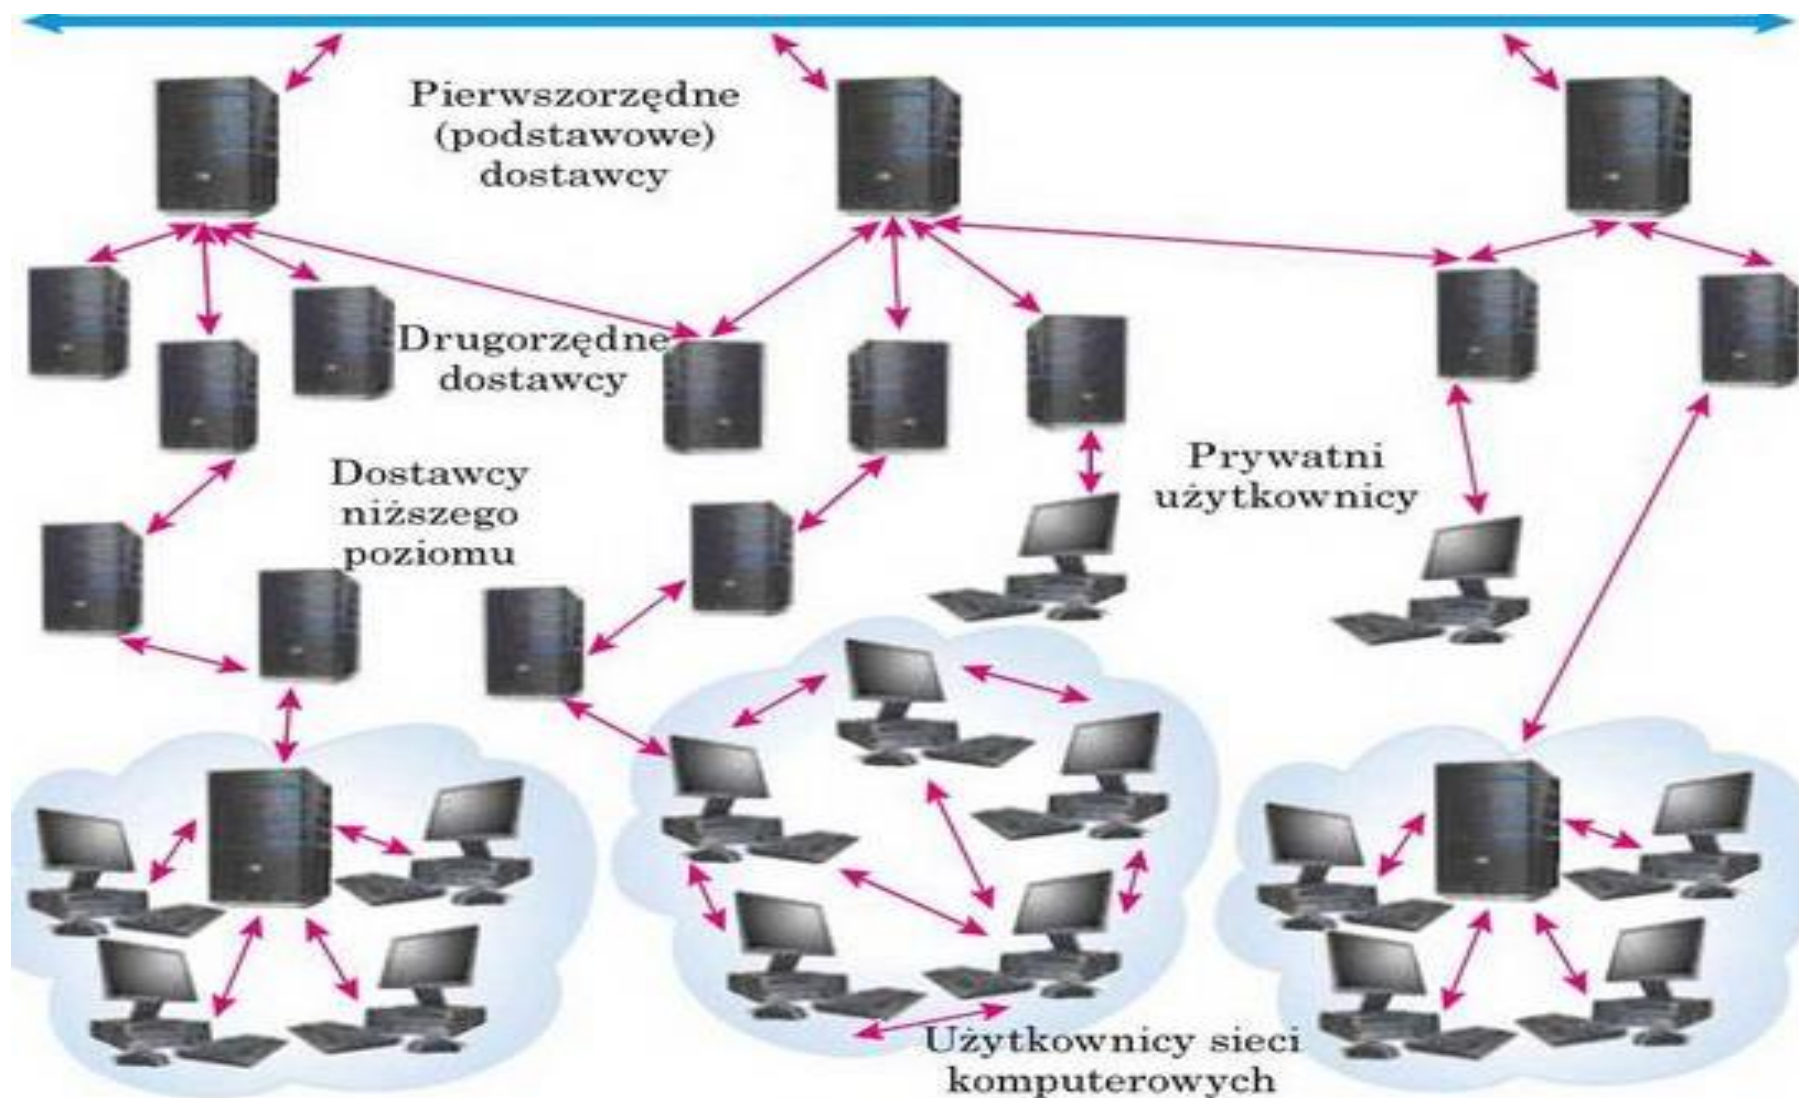 Pierwszorzędne
(podstawowe)
dostawcy
Drugorzędne
dostawcy
Dostawcy
niższego
poziomu
Prywatni
użytkownicy
Użytkownicy sieci
komputerowych